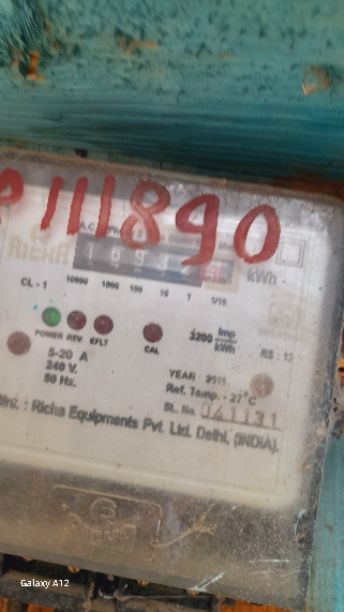 P111890
RICHA
kWh
CL - 1 10000 1000 100 10 1 1/10
POWER REV. EFLT CAL 3200 imp/kWh
5-20 A
240 V.
50 Hz.
YEAR 2011
Ref. Temp. - 27°C
SL. No. 041131
Richa Equipments Pvt. Ltd. Delhi, (INDIA).
Galaxy A12